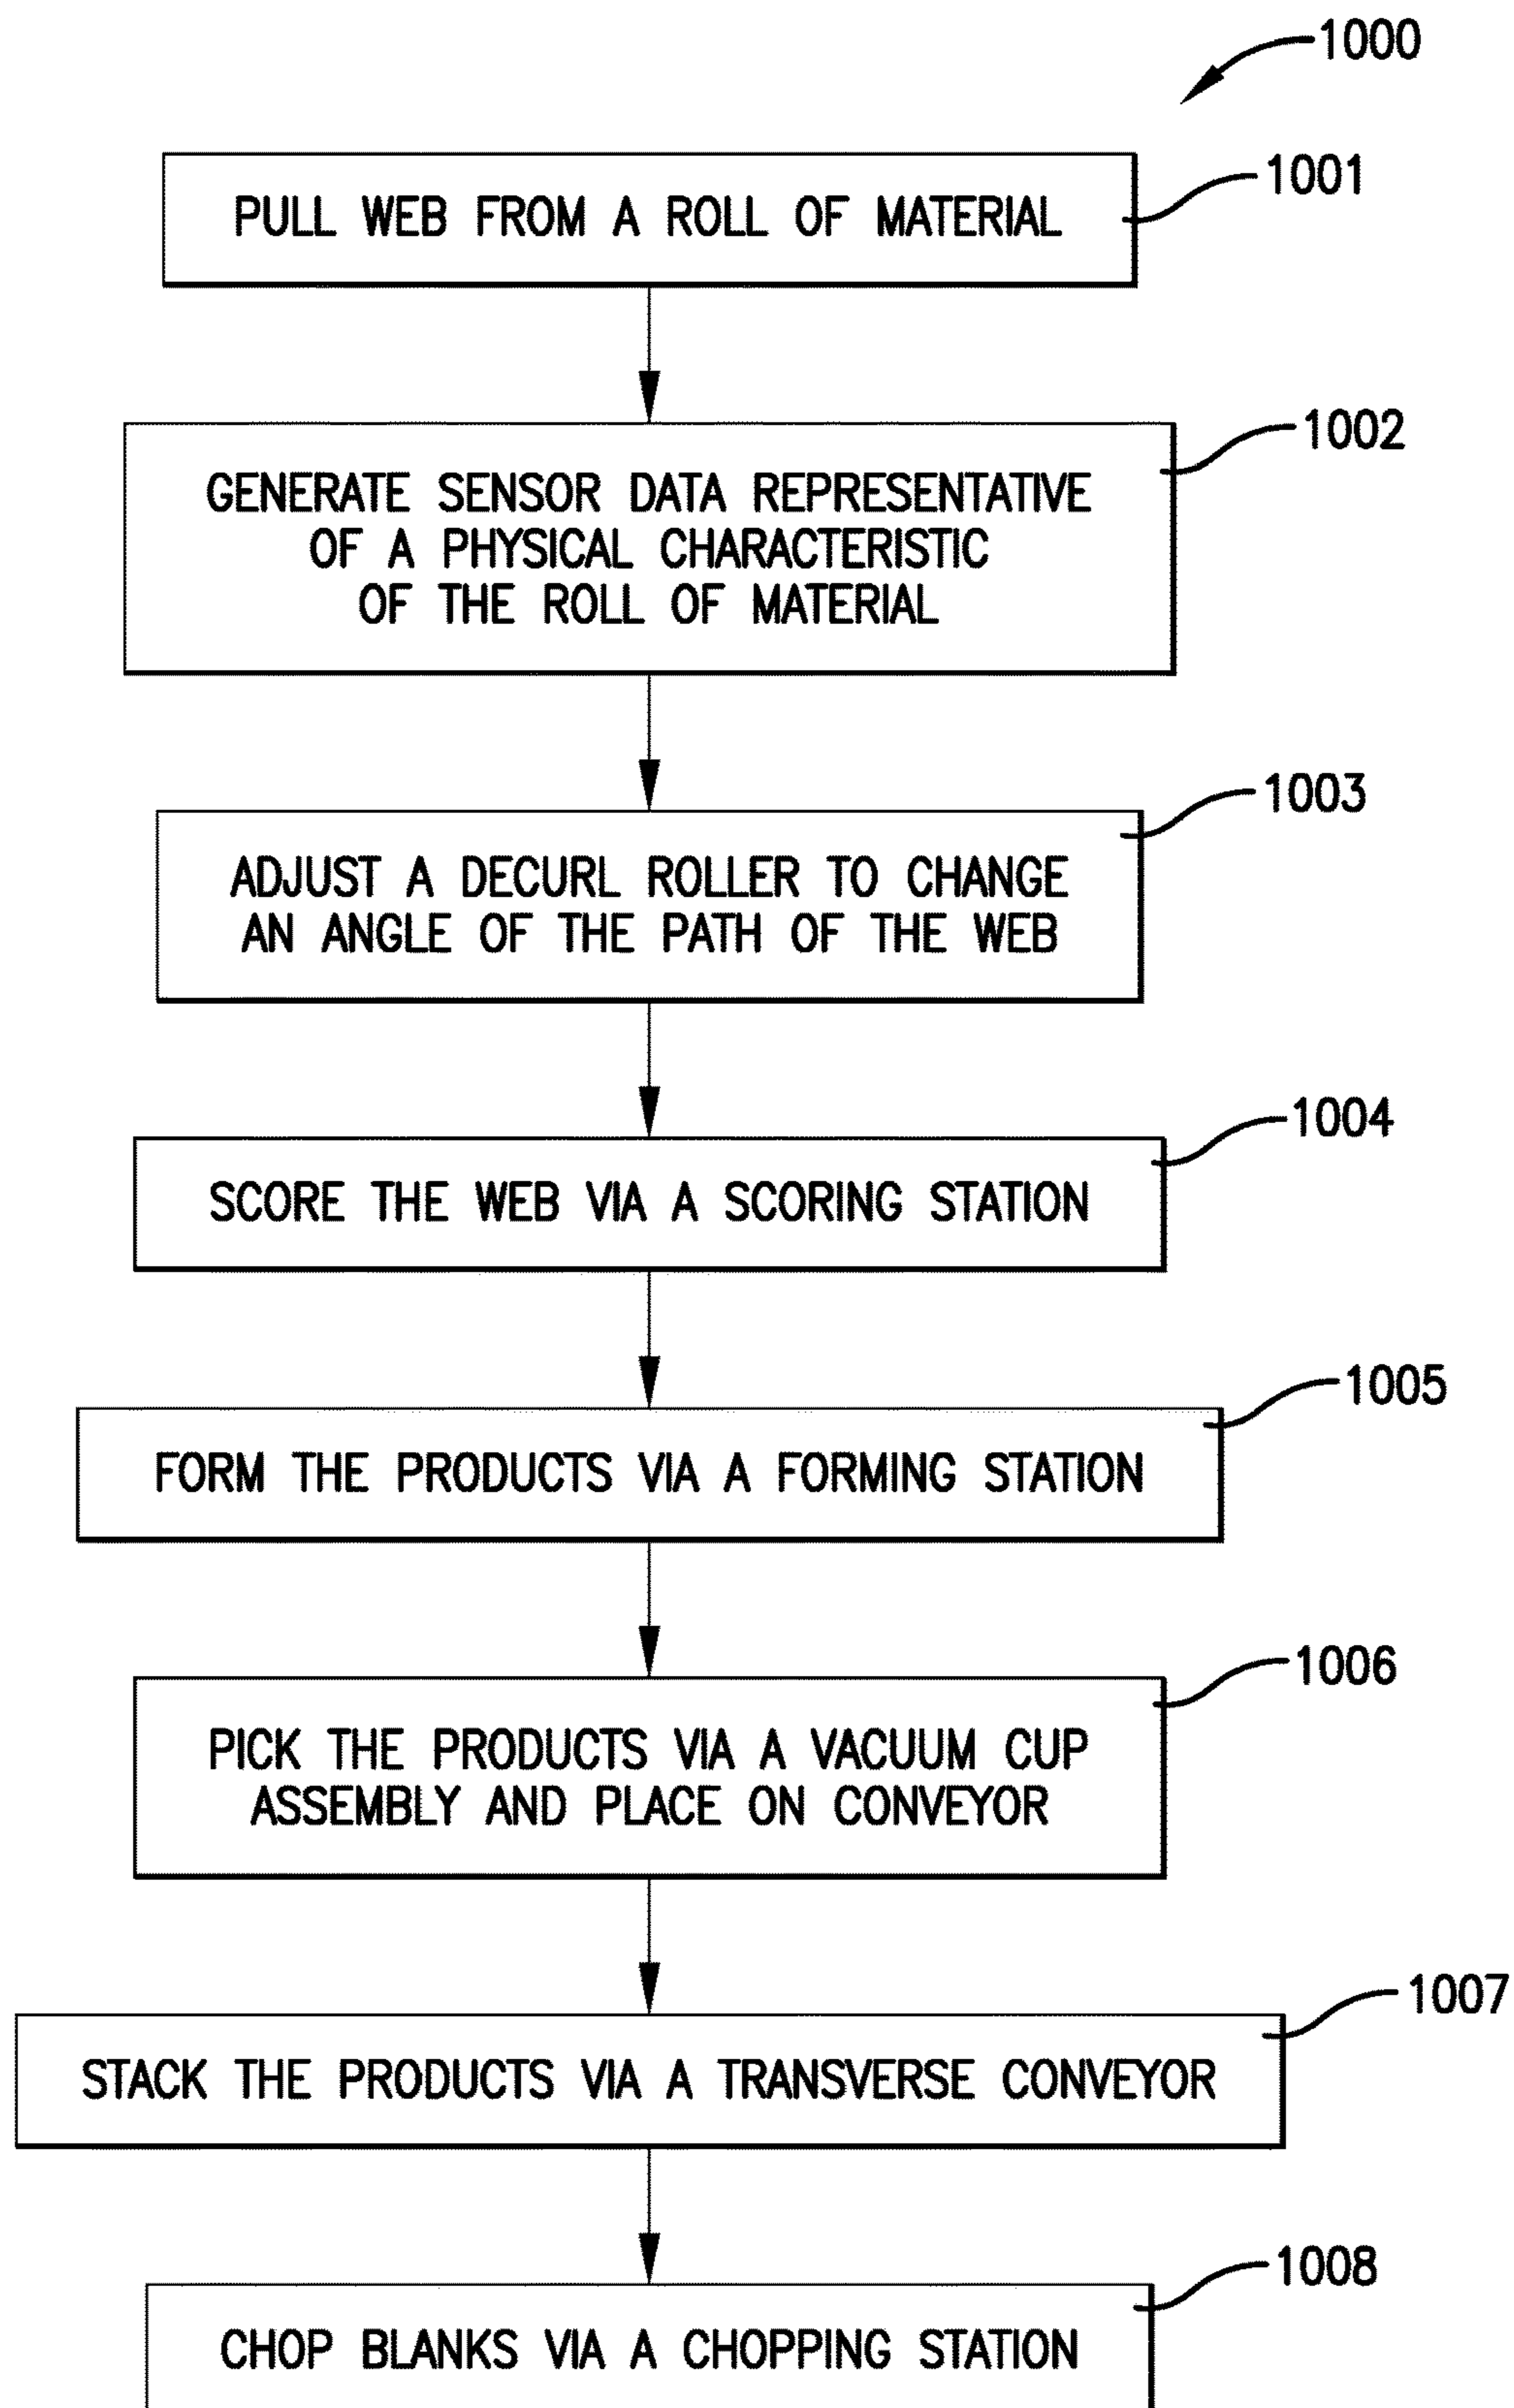 1000
1001
PULL WEB FROM A ROLL OF MATERIAL
1002
GENERATE SENSOR DATA REPRESENTATIVE
OF A PHYSICAL CHARACTERISTIC
OF THE ROLL OF MATERIAL
1003
ADJUST A DECURL ROLLER TO CHANGE
AN ANGLE OF THE PATH OF THE WEB
1004
SCORE THE WEB VIA A SCORING STATION
1005
FORM THE PRODUCTS VIA A FORMING STATION
1006
PICK THE PRODUCTS VIA A VACUUM CUP
ASSEMBLY AND PLACE ON CONVEYOR
1007
STACK THE PRODUCTS VIA A TRANSVERSE CONVEYOR
1008
CHOP BLANKS VIA A CHOPPING STATION